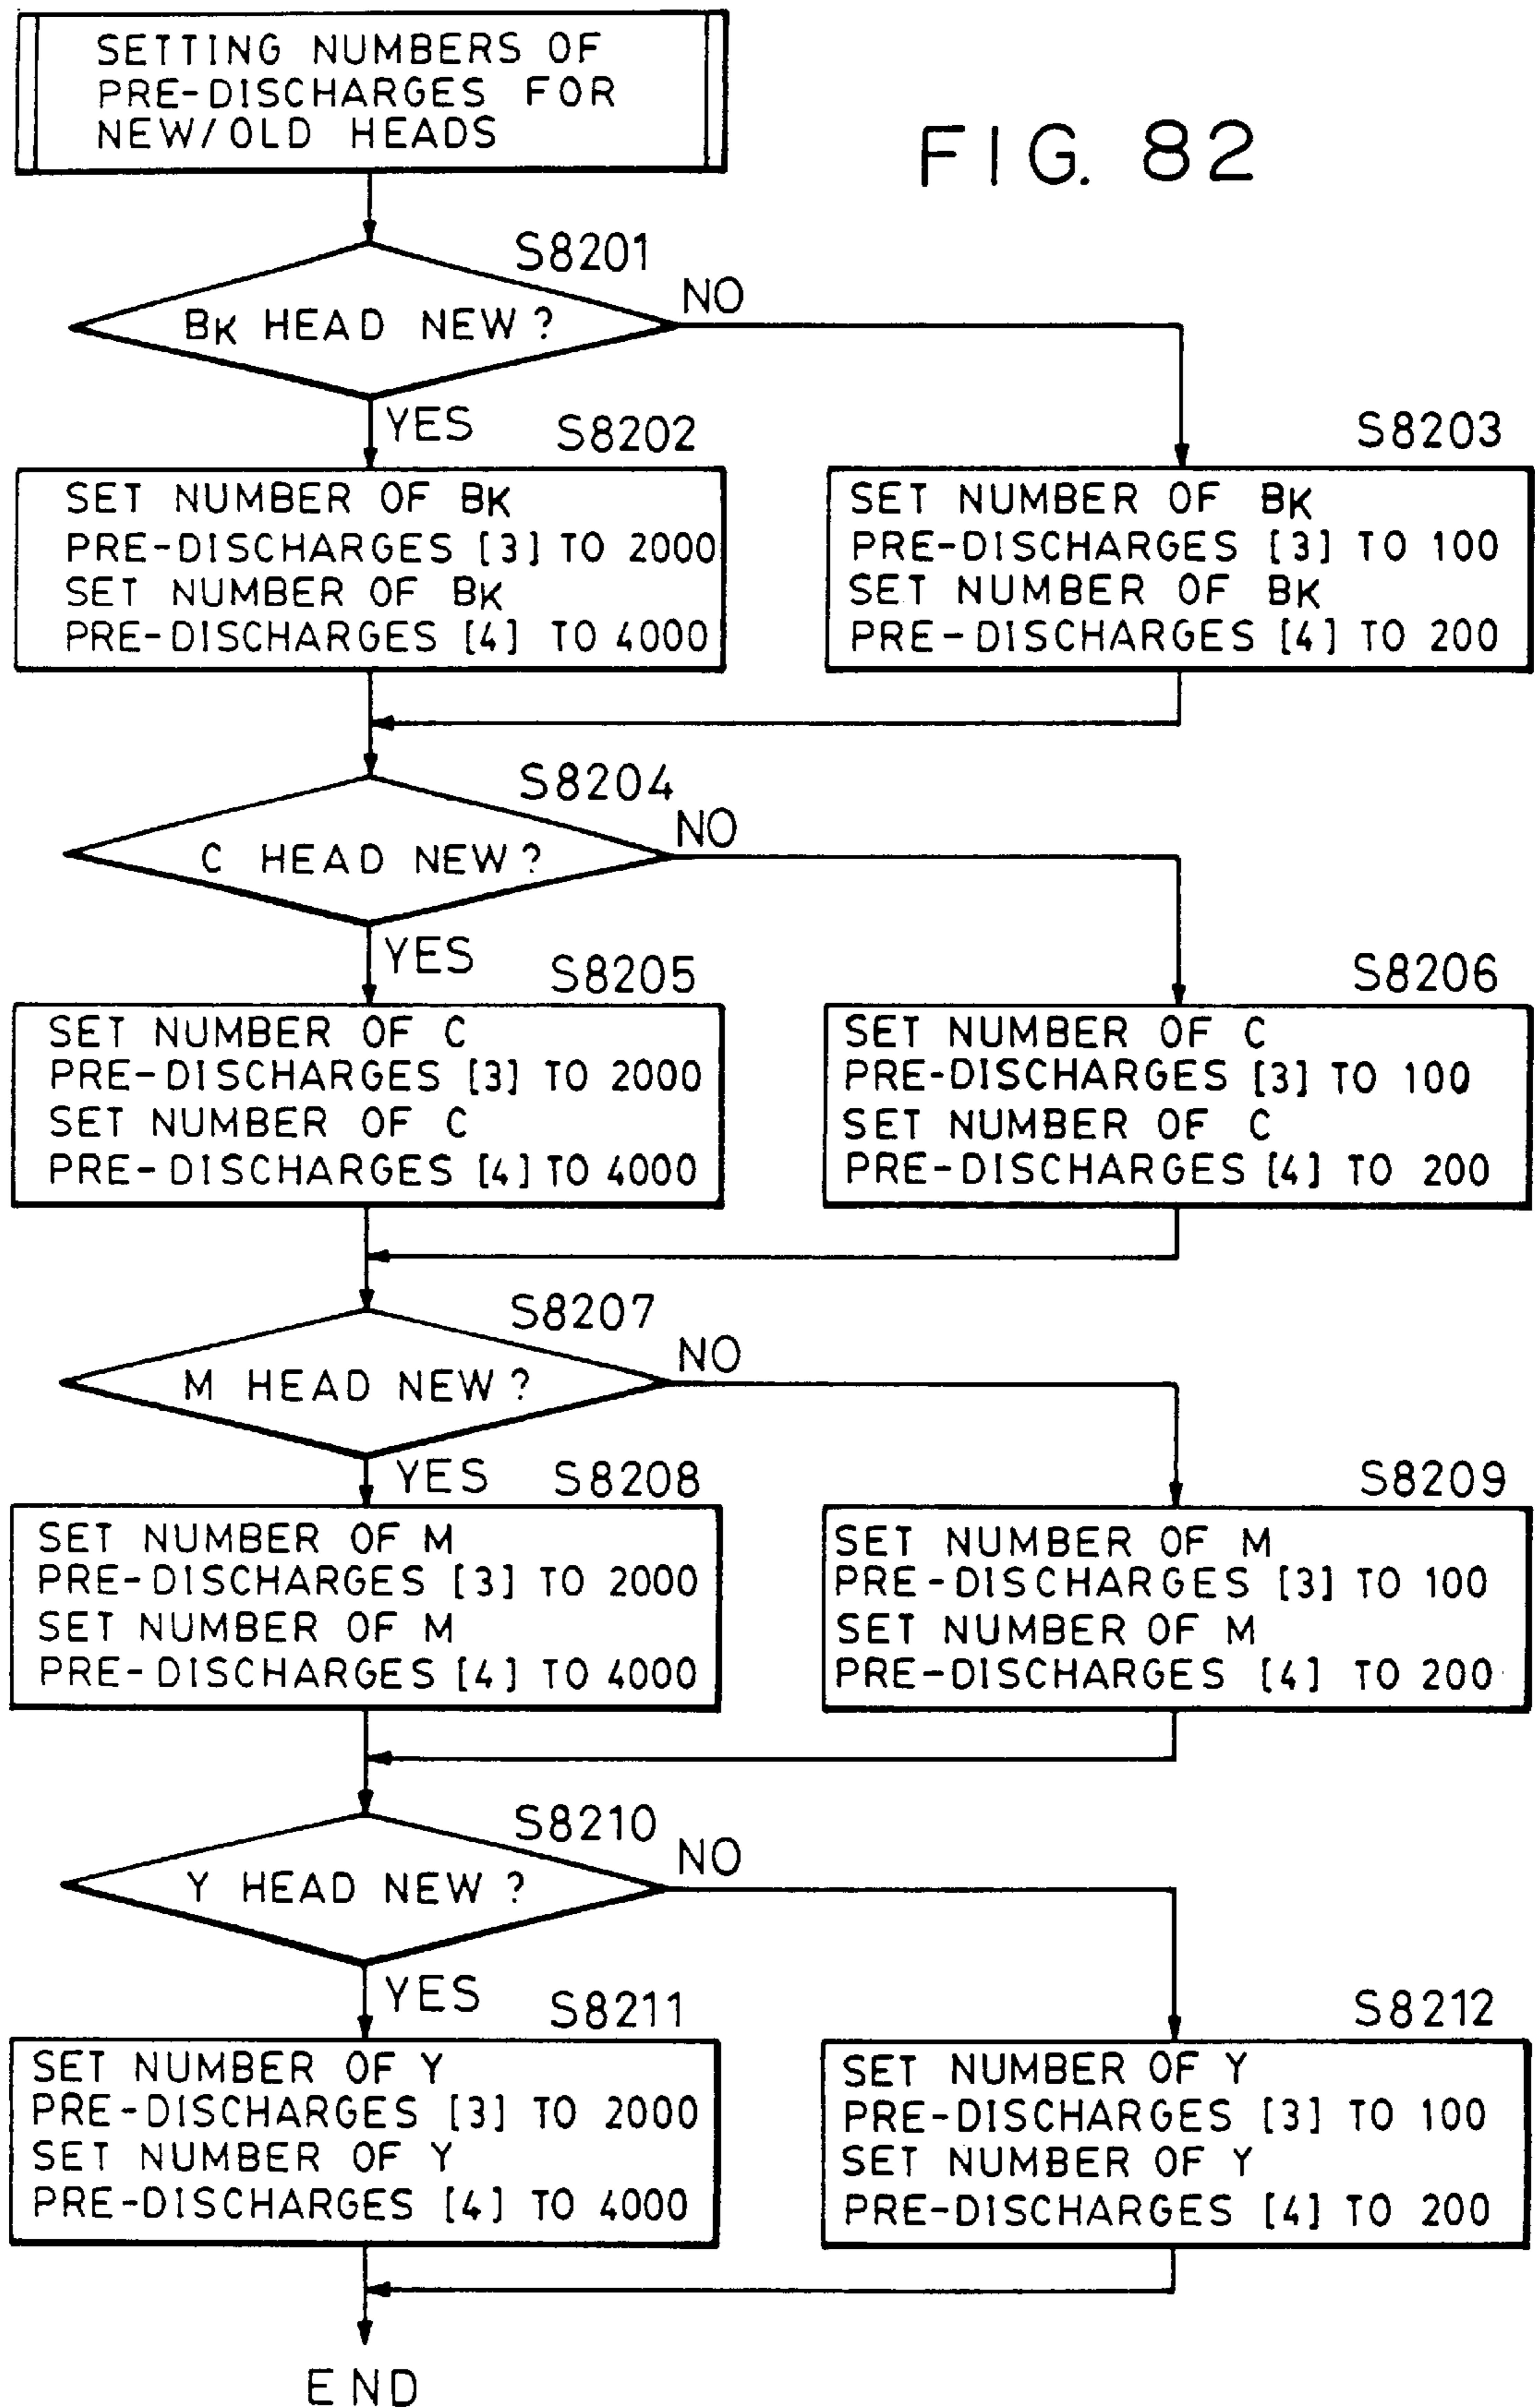 SETTING NUMBERS OF
PRE-DISCHARGES FOR
NEW/OLD HEADS
FIG. 82
S8201
BK HEAD NEW?
NO
YES
S8202
SET NUMBER OF BK
PRE-DISCHARGES [3] TO 2000
SET NUMBER OF BK
PRE-DISCHARGES [4] TO 4000
S8203
SET NUMBER OF BK
PRE-DISCHARGES [3] TO 100
SET NUMBER OF BK
PRE-DISCHARGES [4] TO 200
S8204
C HEAD NEW?
NO
YES
S8205
SET NUMBER OF C
PRE-DISCHARGES [3] TO 2000
SET NUMBER OF C
PRE-DISCHARGES [4] TO 4000
S8206
SET NUMBER OF C
PRE-DISCHARGES [3] TO 100
SET NUMBER OF C
PRE-DISCHARGES [4] TO 200
S8207
M HEAD NEW?
NO
YES
S8208
SET NUMBER OF M
PRE-DISCHARGES [3] TO 2000
SET NUMBER OF M
PRE-DISCHARGES [4] TO 4000
S8209
SET NUMBER OF M
PRE-DISCHARGES [3] TO 100
SET NUMBER OF M
PRE-DISCHARGES [4] TO 200
S8210
Y HEAD NEW?
NO
YES
S8211
SET NUMBER OF Y
PRE-DISCHARGES [3] TO 2000
SET NUMBER OF Y
PRE-DISCHARGES [4] TO 4000
S8212
SET NUMBER OF Y
PRE-DISCHARGES [3] TO 100
SET NUMBER OF Y
PRE-DISCHARGES [4] TO 200
END